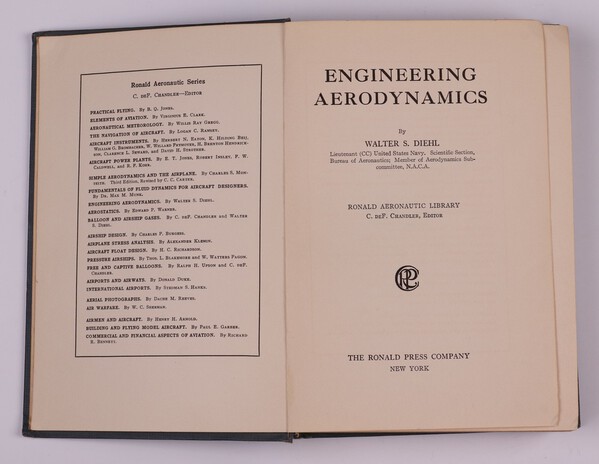 Ronald Aeronautic Series
C. DEF. CHANDLER—EDITOR
PRACTICAL FLYING. By B. Q. JONES.
ELEMENTS OF AVIATION. By VIRGINIUS E. CLARK.
AERONAUTICAL METEOROLOGY. By WILLIS RAY GREGG.
THE NAVIGATION OF AIRCRAFT. By LOGAN C. RAMSEY.
AIRCRAFT INSTRUMENTS. By HERBERT N. EATON, K. HILDING BEIJ,
WILLIAM G. BROMBACHER, W. WILLARD FRYMOYER, H. BRENTON HENDRICK-
SON, CLARENCE L. SEWARD, AND DAVID H. STROTHER.
AIRCRAFT POWER PLANTS. By E. T. JONES, ROBERT INSLEY, F. W.
CALDWELL, AND R. F. KOHR.
SIMPLE AERODYNAMICS AND THE AIRPLANE. By CHARLES S. MON-
TEITH. Third Edition, Revised by C. C. CARTER.
FUNDAMENTALS OF FLUID DYNAMICS FOR AIRCRAFT DESIGNERS.
By DR. MAX M. MUNK.
ENGINEERING AERODYNAMICS. By WALTER S. DIEHL.
AEROSTATICS. By EDWARD P. WARNER.
BALLOON AND AIRSHIP GASES. By C. DEF. CHANDLER AND WALTER
S. DIEHL.
AIRSHIP DESIGN. By CHARLES P. BURGESS.
AIRPLANE STRESS ANALYSIS. By ALEXANDER KLEMIN.
AIRCRAFT FLOAT DESIGN. By H. C. RICHARDSON.
PRESSURE AIRSHIPS. By THOS. L. BLAKEMORE AND W. WATTERS PAGON.
FREE AND CAPTIVE BALLOONS. By RALPH H. UPSON AND C. DEF.
CHANDLER.
AIRPORTS AND AIRWAYS. By DONALD DUKE.
INTERNATIONAL AIRPORTS. By STEDMAN S. HANKS.
AERIAL PHOTOGRAPHS. By DACHE M. REEVES.
AIR WARFARE. By W. C. SHERMAN.
AIRMEN AND AIRCRAFT. By HENRY H. ARNOLD.
BUILDING AND FLYING MODEL AIRCRAFT. By PAUL E. GARBER.
COMMERCIAL AND FINANCIAL ASPECTS OF AVIATION. By RICHARD
R. BENNETT.
ENGINEERING
AERODYNAMICS
By
WALTER S. DIEHL
Lieutenant (CC) United States Navy, Scientific Section,
Bureau of Aeronautics; Member of Aerodynamics Sub-
committee, N.A.C.A.
RONALD AERONAUTIC LIBRARY
C. DEF. CHANDLER, EDITOR
THE RONALD PRESS COMPANY
NEW YORK